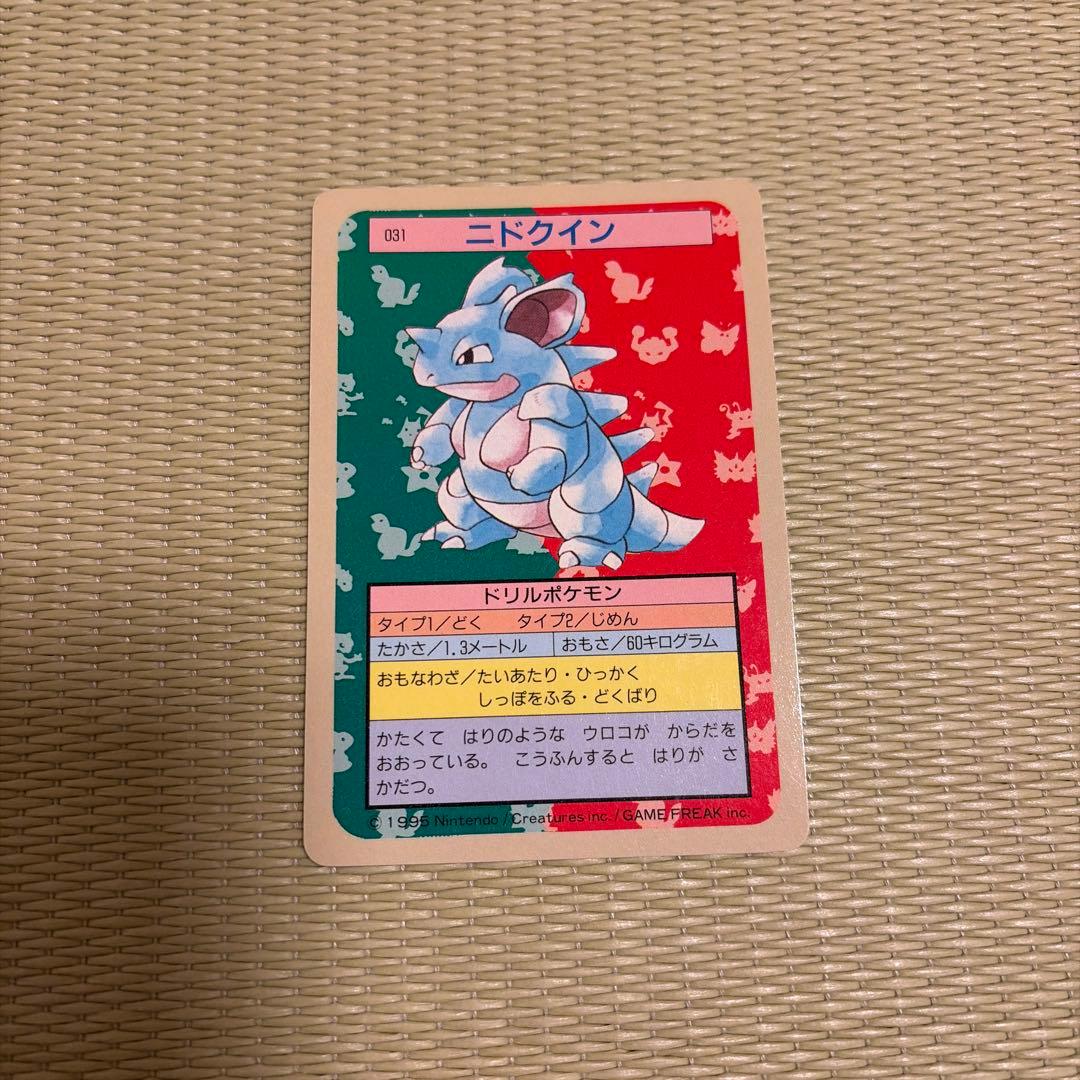 031 ニドクイン
ドリルポケモン
タイプ1／どく タイプ2／じめん
たかさ／1.3メートル おもさ／60キログラム
おもなわざ／たいあたり・ひっかく
しっぽをふる・どくばり
かたくて はりのような ウロコが からだを
おおっている。 こうふんすると はりが さ
かだつ。
© 1995 Nintendo / Creatures inc. / GAME FREAK inc.